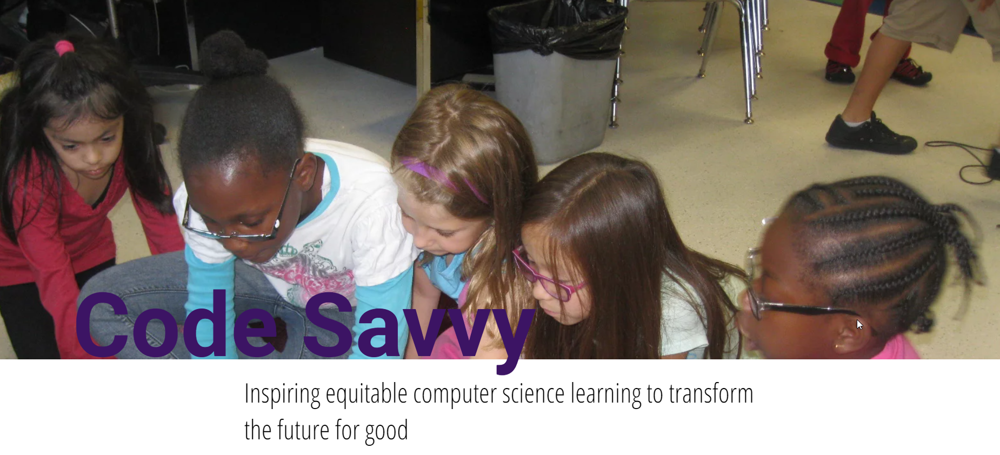 Code Savvy
Inspiring equitable computer science learning to transform
the future for good